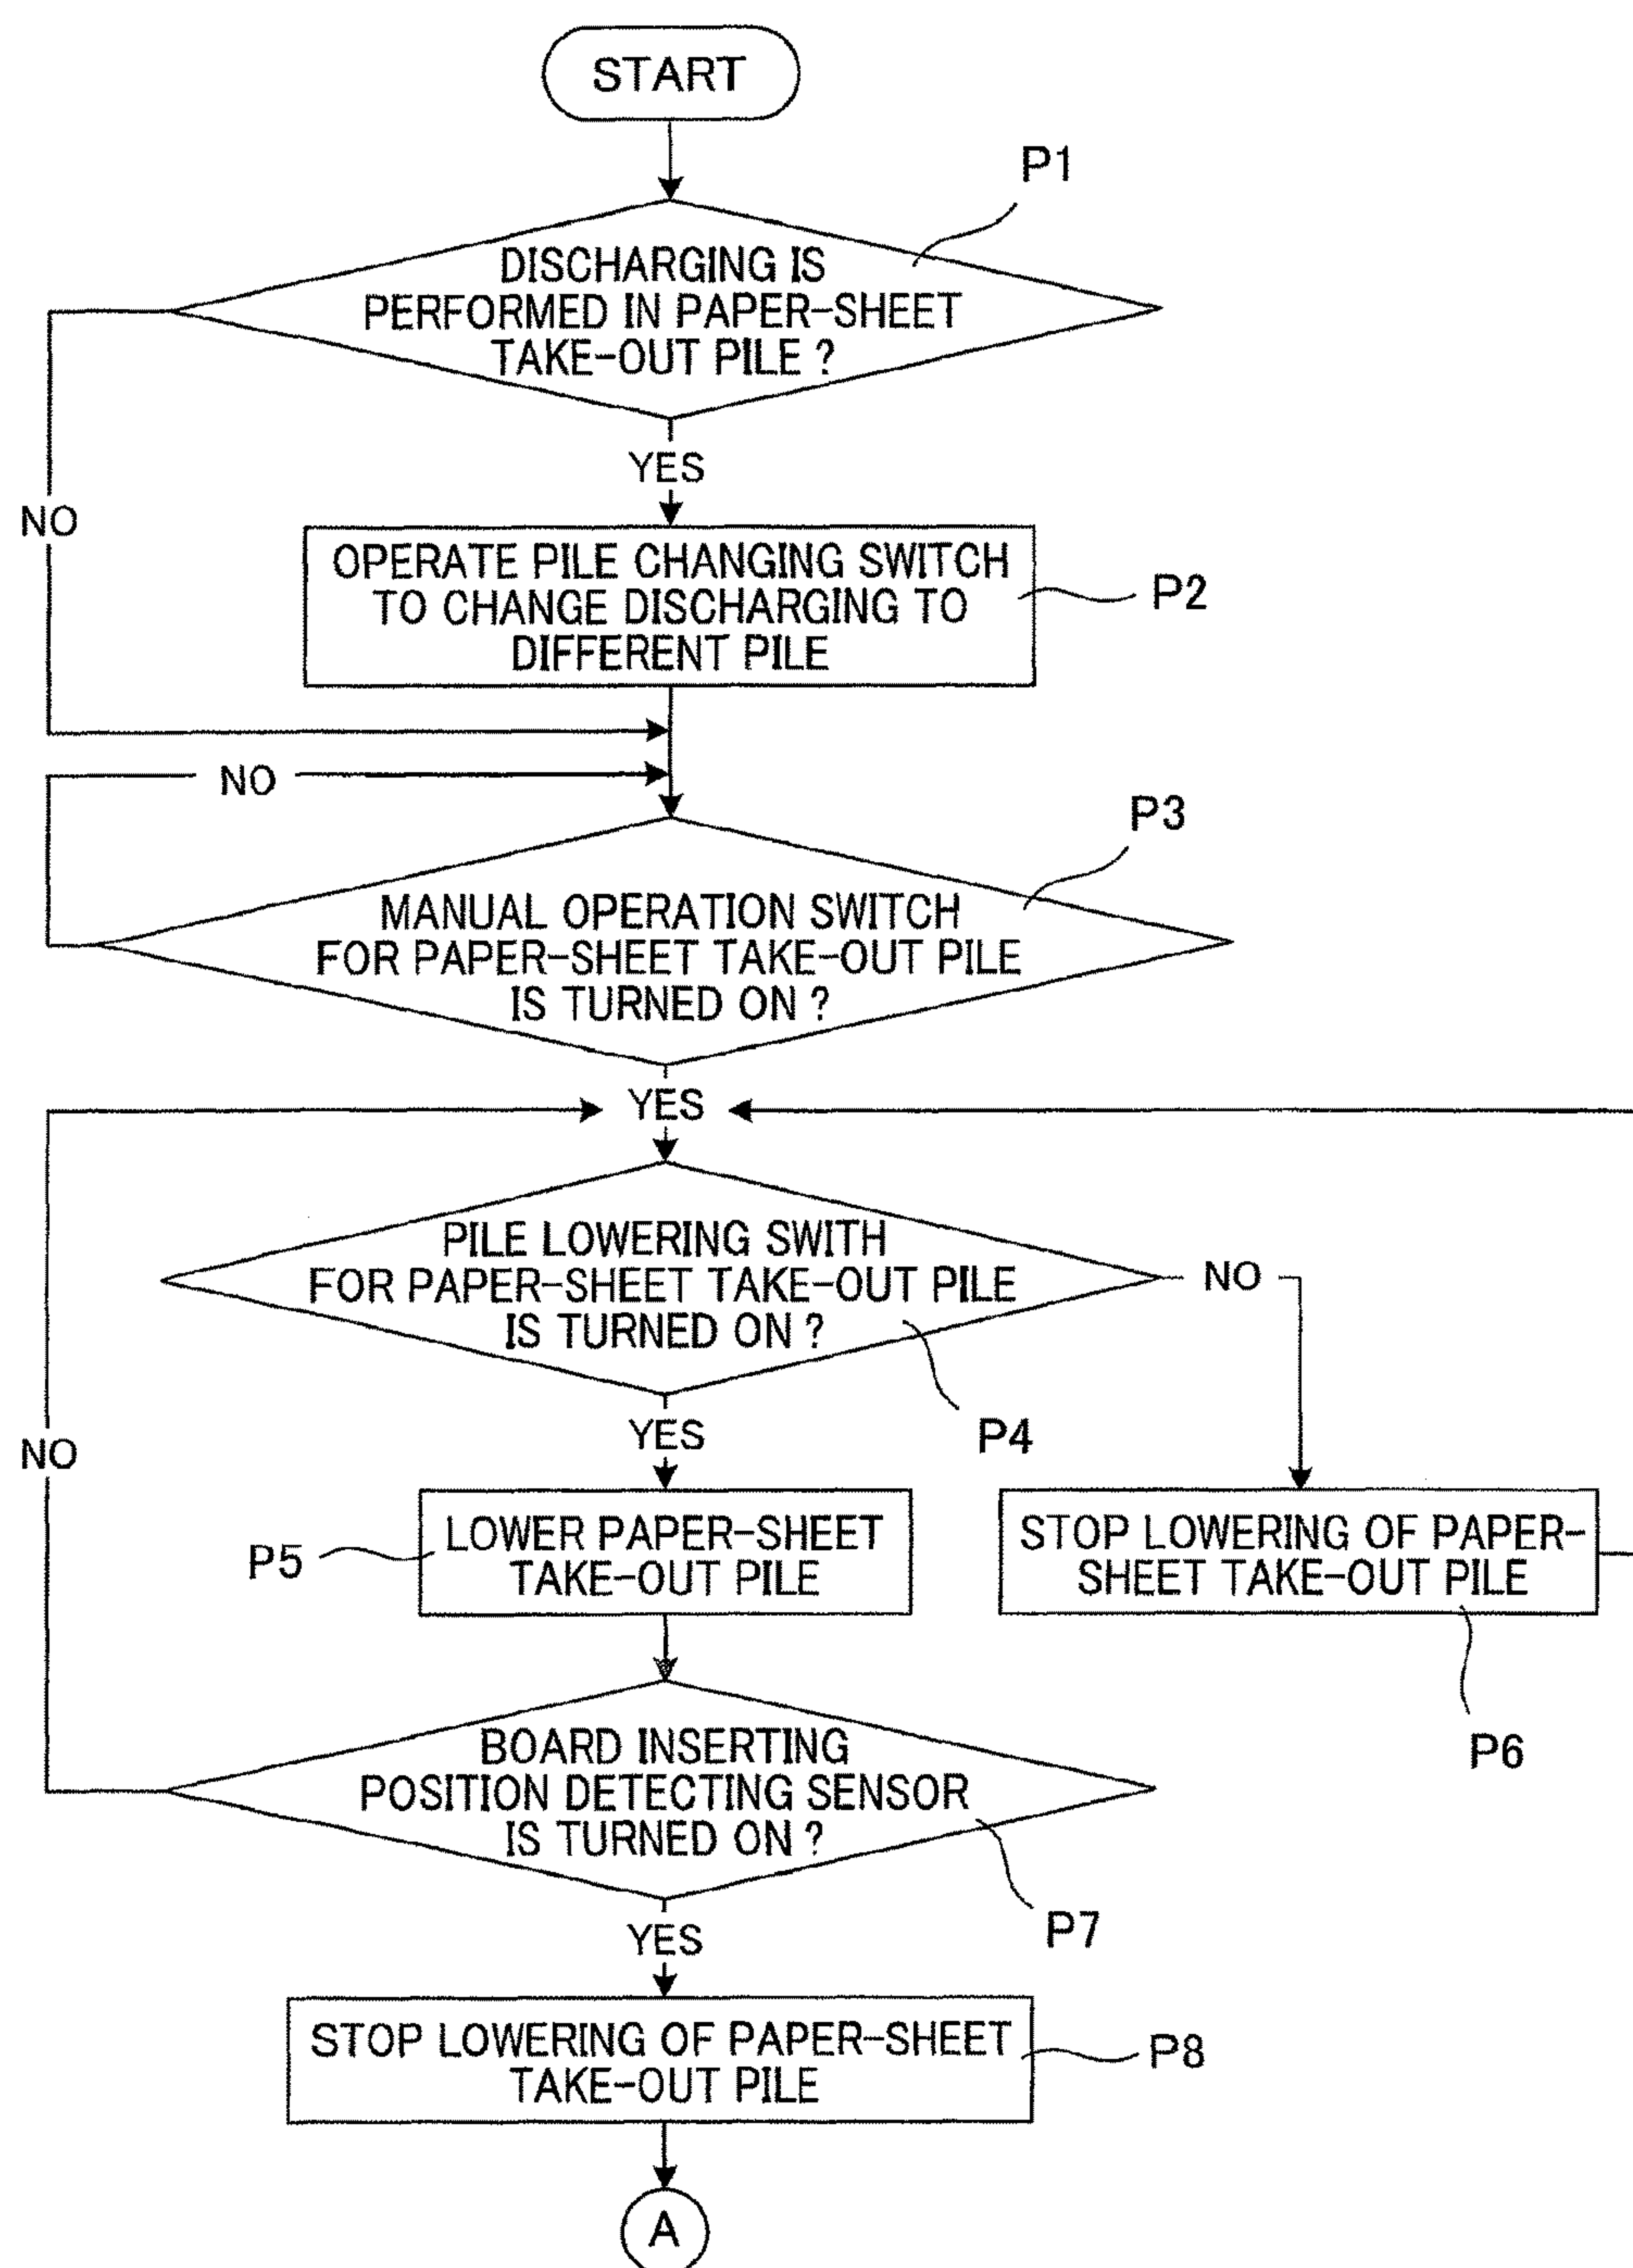 START
P1
DISCHARGING IS
PERFORMED IN PAPER-SHEET
TAKE-OUT PILE ?
YES
NO
OPERATE PILE CHANGING SWITCH
TO CHANGE DISCHARGING TO
DIFFERENT PILE
P2
NO
P3
MANUAL OPERATION SWITCH
FOR PAPER-SHEET TAKE-OUT PILE
IS TURNED ON ?
YES
PILE LOWERING SWITH
FOR PAPER-SHEET TAKE-OUT PILE
IS TURNED ON ?
NO
P4
YES
NO
P5
LOWER PAPER-SHEET
TAKE-OUT PILE
STOP LOWERING OF PAPER-
SHEET TAKE-OUT PILE
P6
BOARD INSERTING
POSITION DETECTING SENSOR
IS TURNED ON ?
P7
YES
STOP LOWERING OF PAPER-SHEET
TAKE-OUT PILE
P8
A